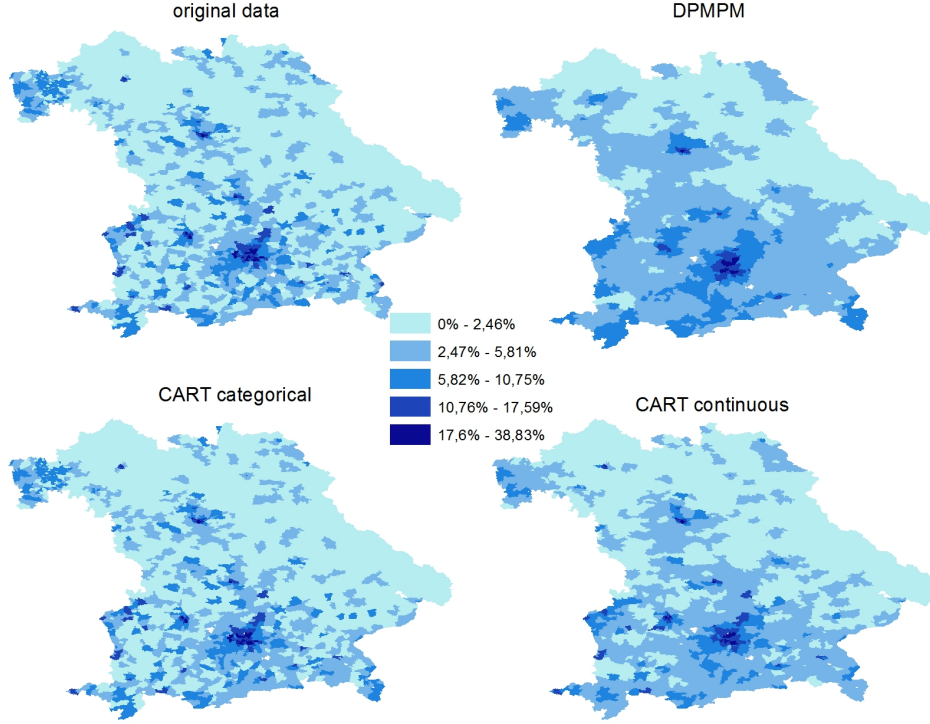 original data
DPMPM
0% - 2,46%
2,47% - 5,81%
5,82% - 10,75%
10,76% - 17,59%
17,6% - 38,83%
CART categorical
CART continuous